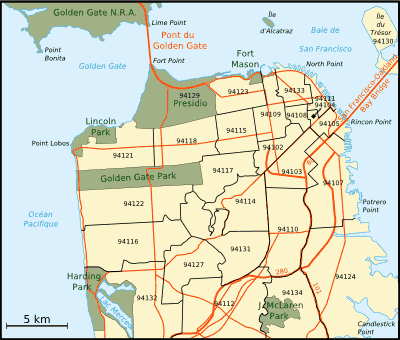 Golden Gate N.R.A.
Lime Point
Île
d'Alcatraz
Île
du
Trésor
94130
Pont du
Golden Gate
Baie de
San Francisco
Point
Bonita
Golden Gate
Fort Point
Fort
Mason
North Point
San Francisco-Oakland
Bay Bridge
94129
Presidio
94123
94133
94111
94104
94109
94108
94105
Rincon Point
Lincoln
Park
94115
Point Lobos
94121
94118
94102
94117
94103
94107
Golden Gate Park
94122
94114
Potrero
Point
Océan
Pacifique
94116
94110
94131
94127
Harding
Park
280
101
94124
Lac Merced
94132
94112
94134
J. McLaren
Park
Candlestick
Point
5 km